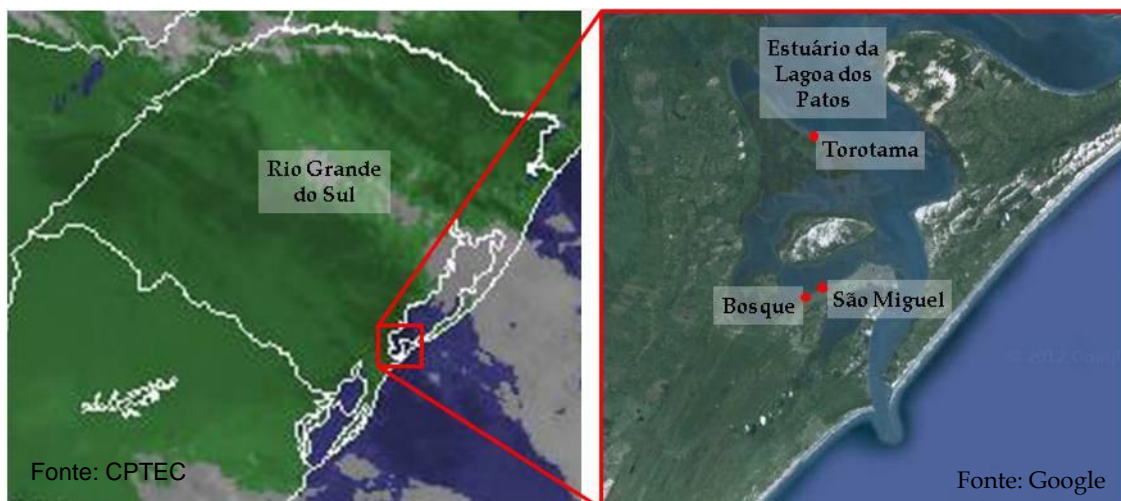 Rio Grande
do Sul
Fonte: CPTEC
Estuário da
Lagoa dos
Patos
Torotama
São Miguel
Bosque
Fonte: Google